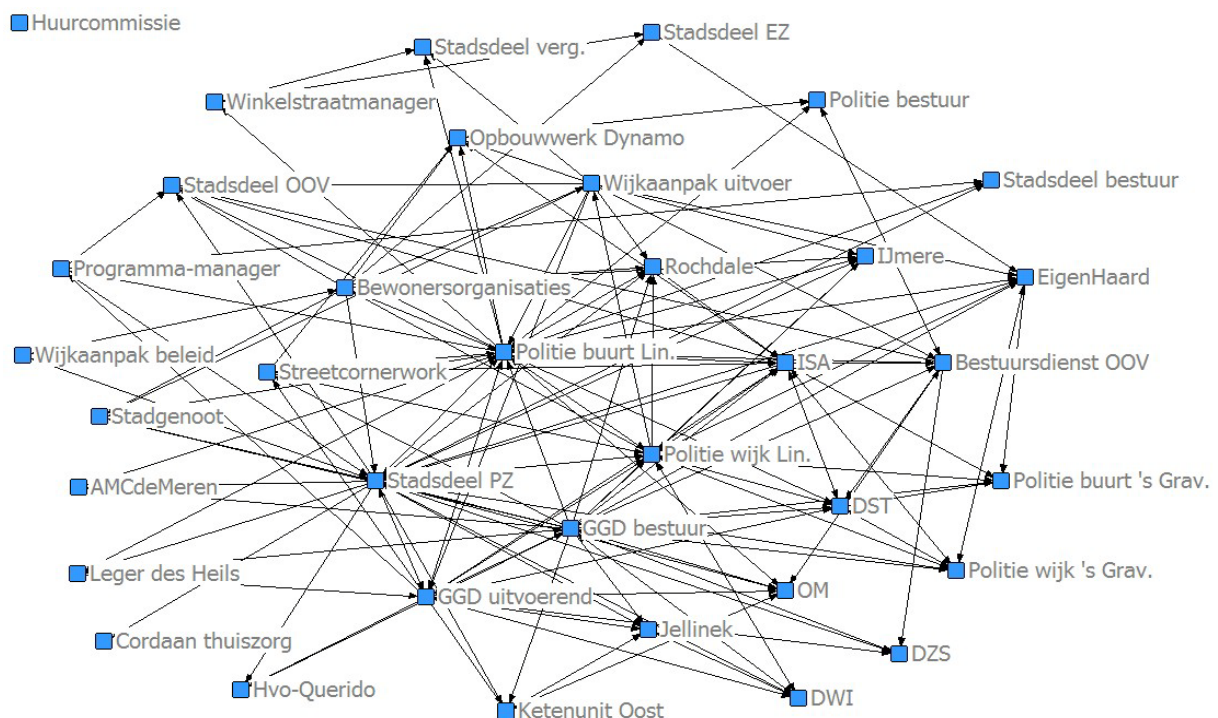 Huurcommissie
Stadsdeel verg.
Stadsdeel EZ
Winkelstraatmanager
Politie bestuur
Opbouwwerk Dynamo
Stadsdeel OOV
Wijkaanpak uitvoer
Stadsdeel bestuur
Programma-manager
Bewonersorganisaties
Rochdale
IJmere
EigenHaard
Wijkaanpak beleid
Streetcornerwork
Politie buurt Lin.
ISA
Bestuursdienst OOV
Stadgenoot
AMCdeMeren
Stadsdeel PZ
Politie wijk Lin.
Politie buurt 's Grav.
DST
GGD bestuur
Leger des Heils
GGD uitvoerend
OM
Politie wijk 's Grav.
Cordaan thuiszorg
Jellinek
DZS
Hvo-Querido
Ketenunit Oost
DWI